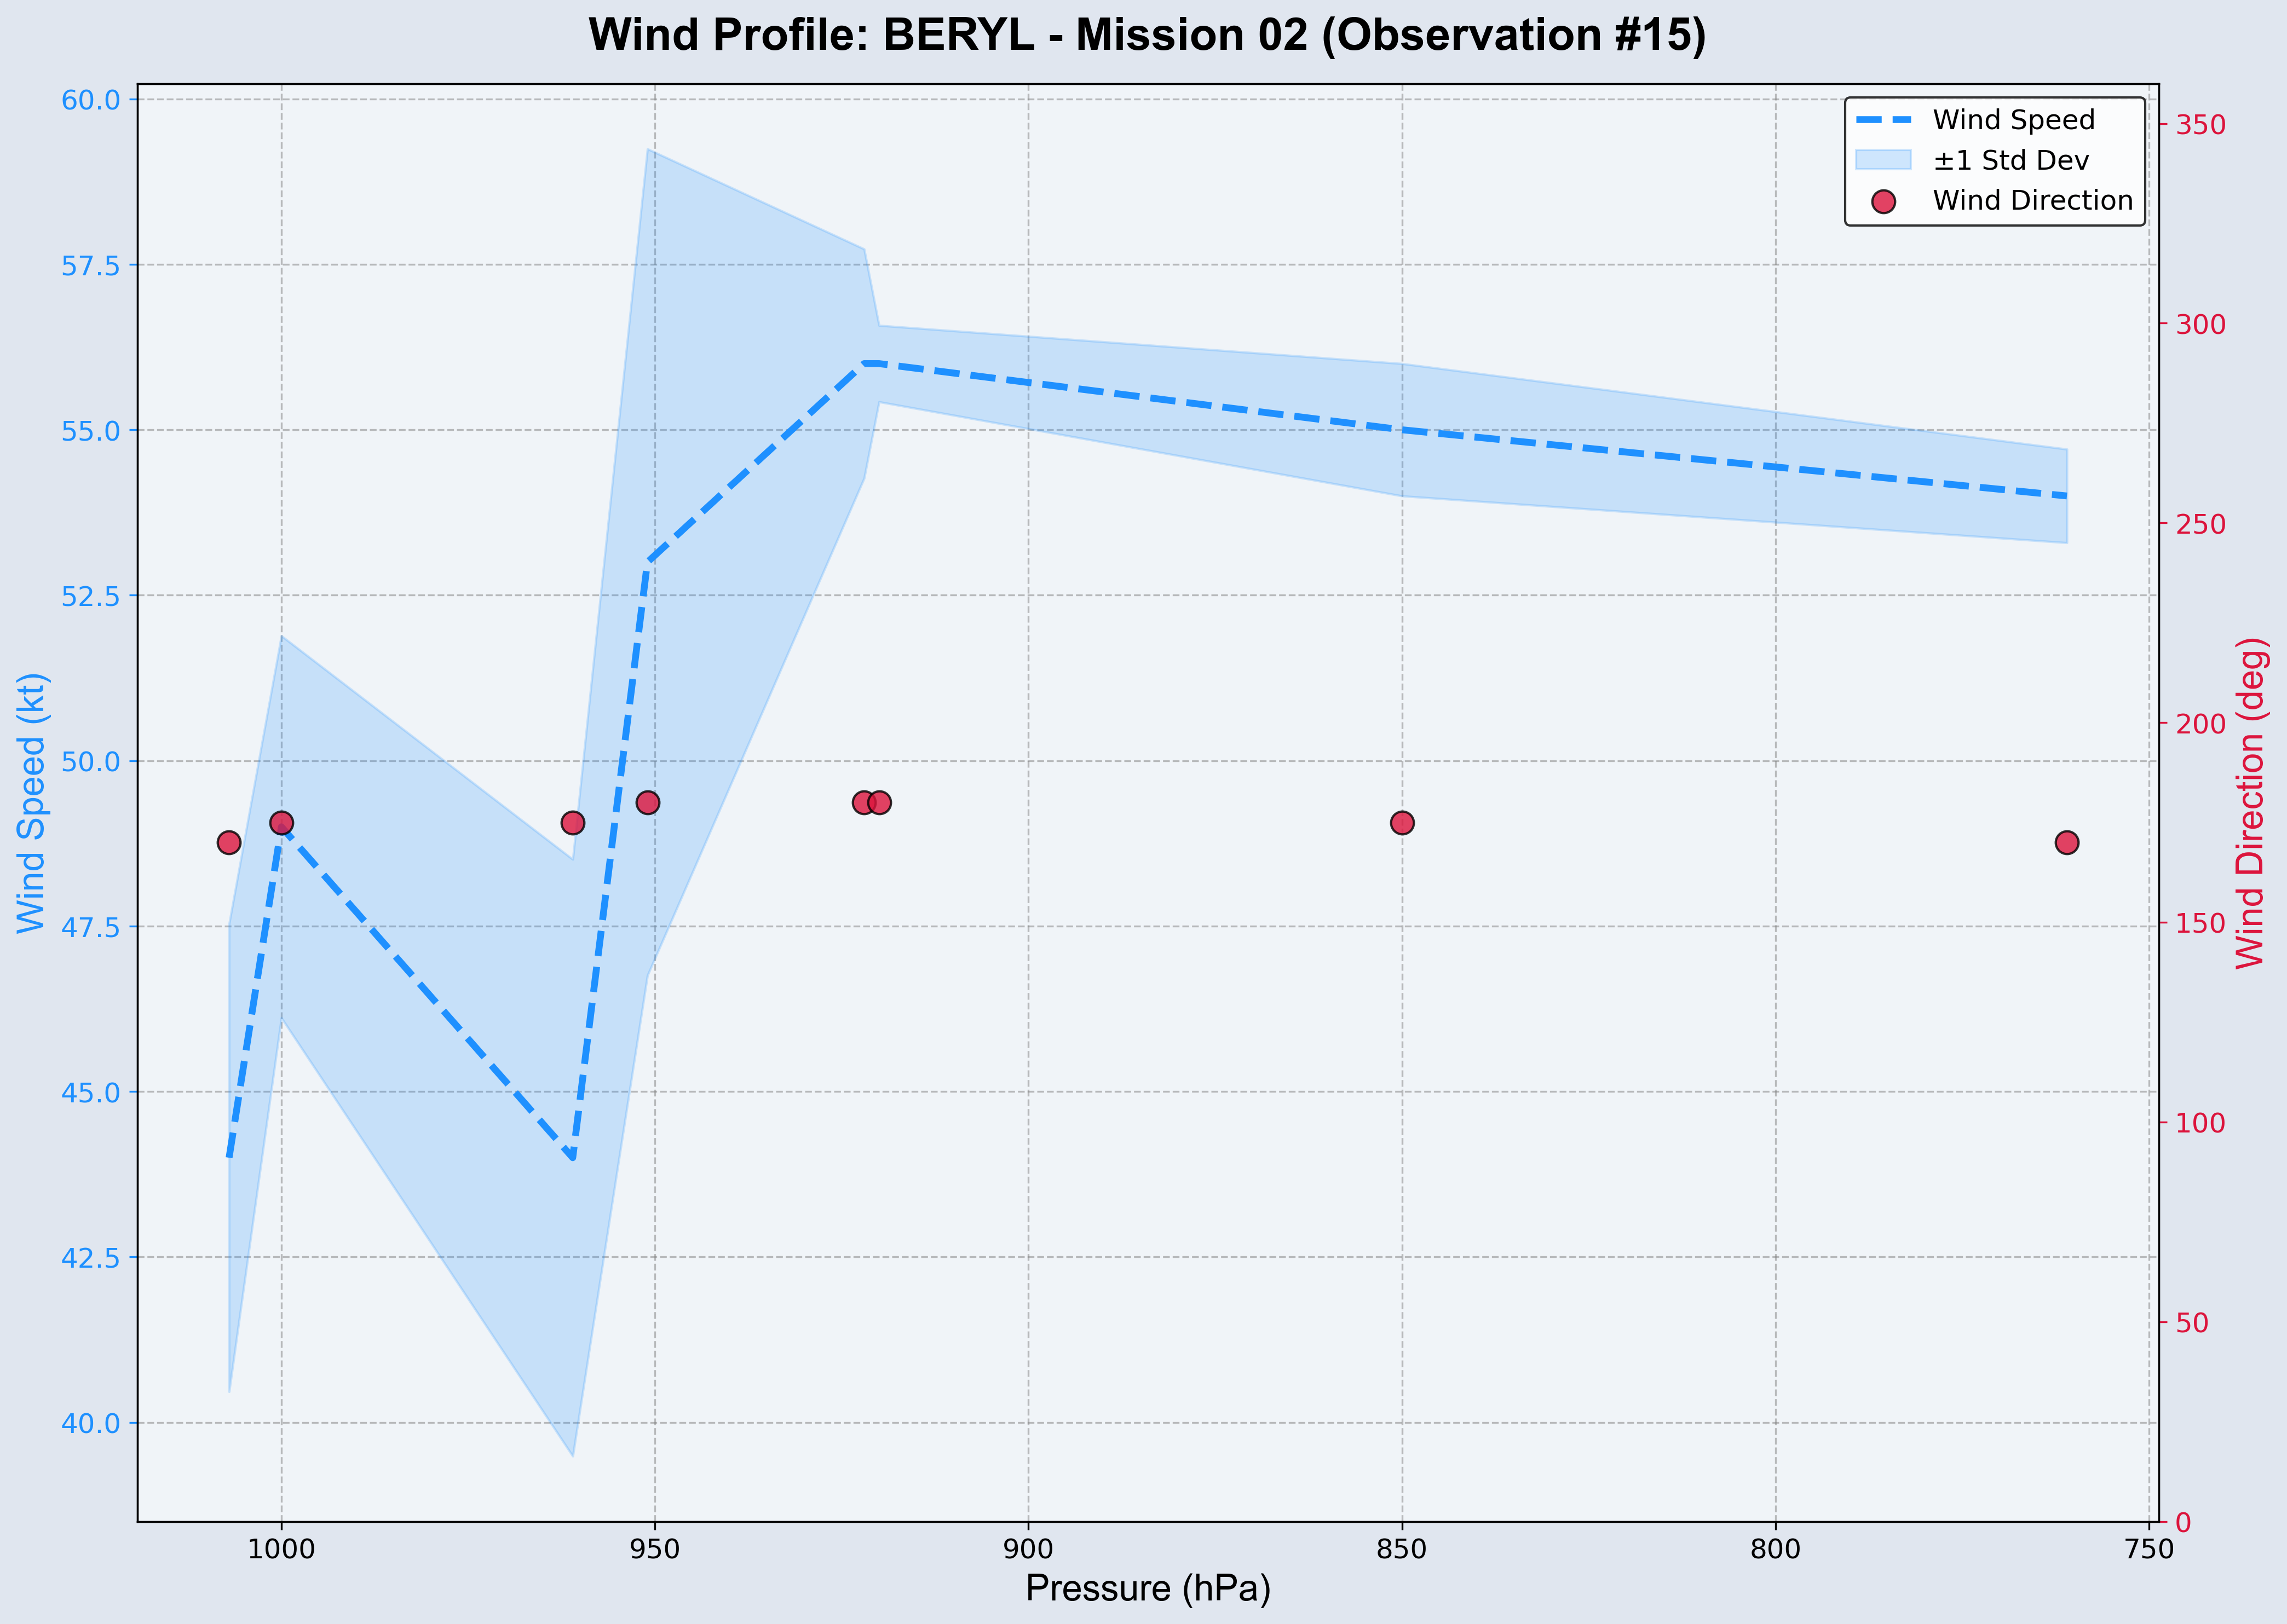 Wind Profile: BERYL - Mission 02 (Observation #15)
Wind Speed
±1 Std Dev
Wind Direction
Wind Speed (kt)
60.0
57.5
55.0
52.5
50.0
47.5
45.0
42.5
40.0
350
300
250
200
150
100
50
0
Wind Direction (deg)
1000 950 900 850 800 750
Pressure (hPa)